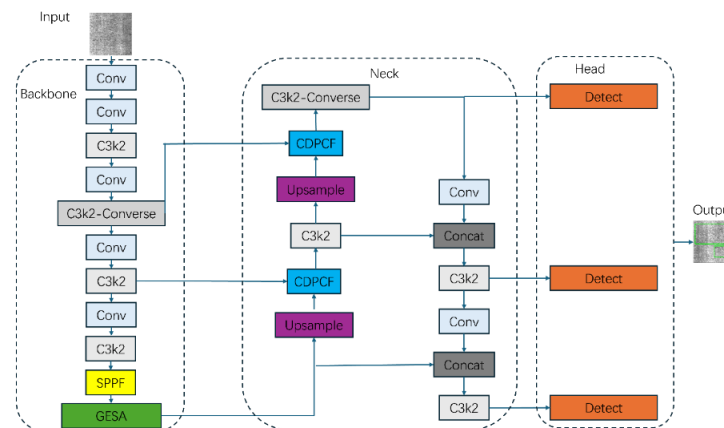 Input
Backbone
Conv
Conv
C3k2
Conv
C3k2-Converse
Conv
C3k2
Conv
C3k2
SPPF
GESA
Neck
C3k2-Converse
CDPCF
Upsample
C3k2
CDPCF
Upsample
Conv
Concat
C3k2
Conv
Concat
C3k2
Head
Detect
Detect
Detect
Output